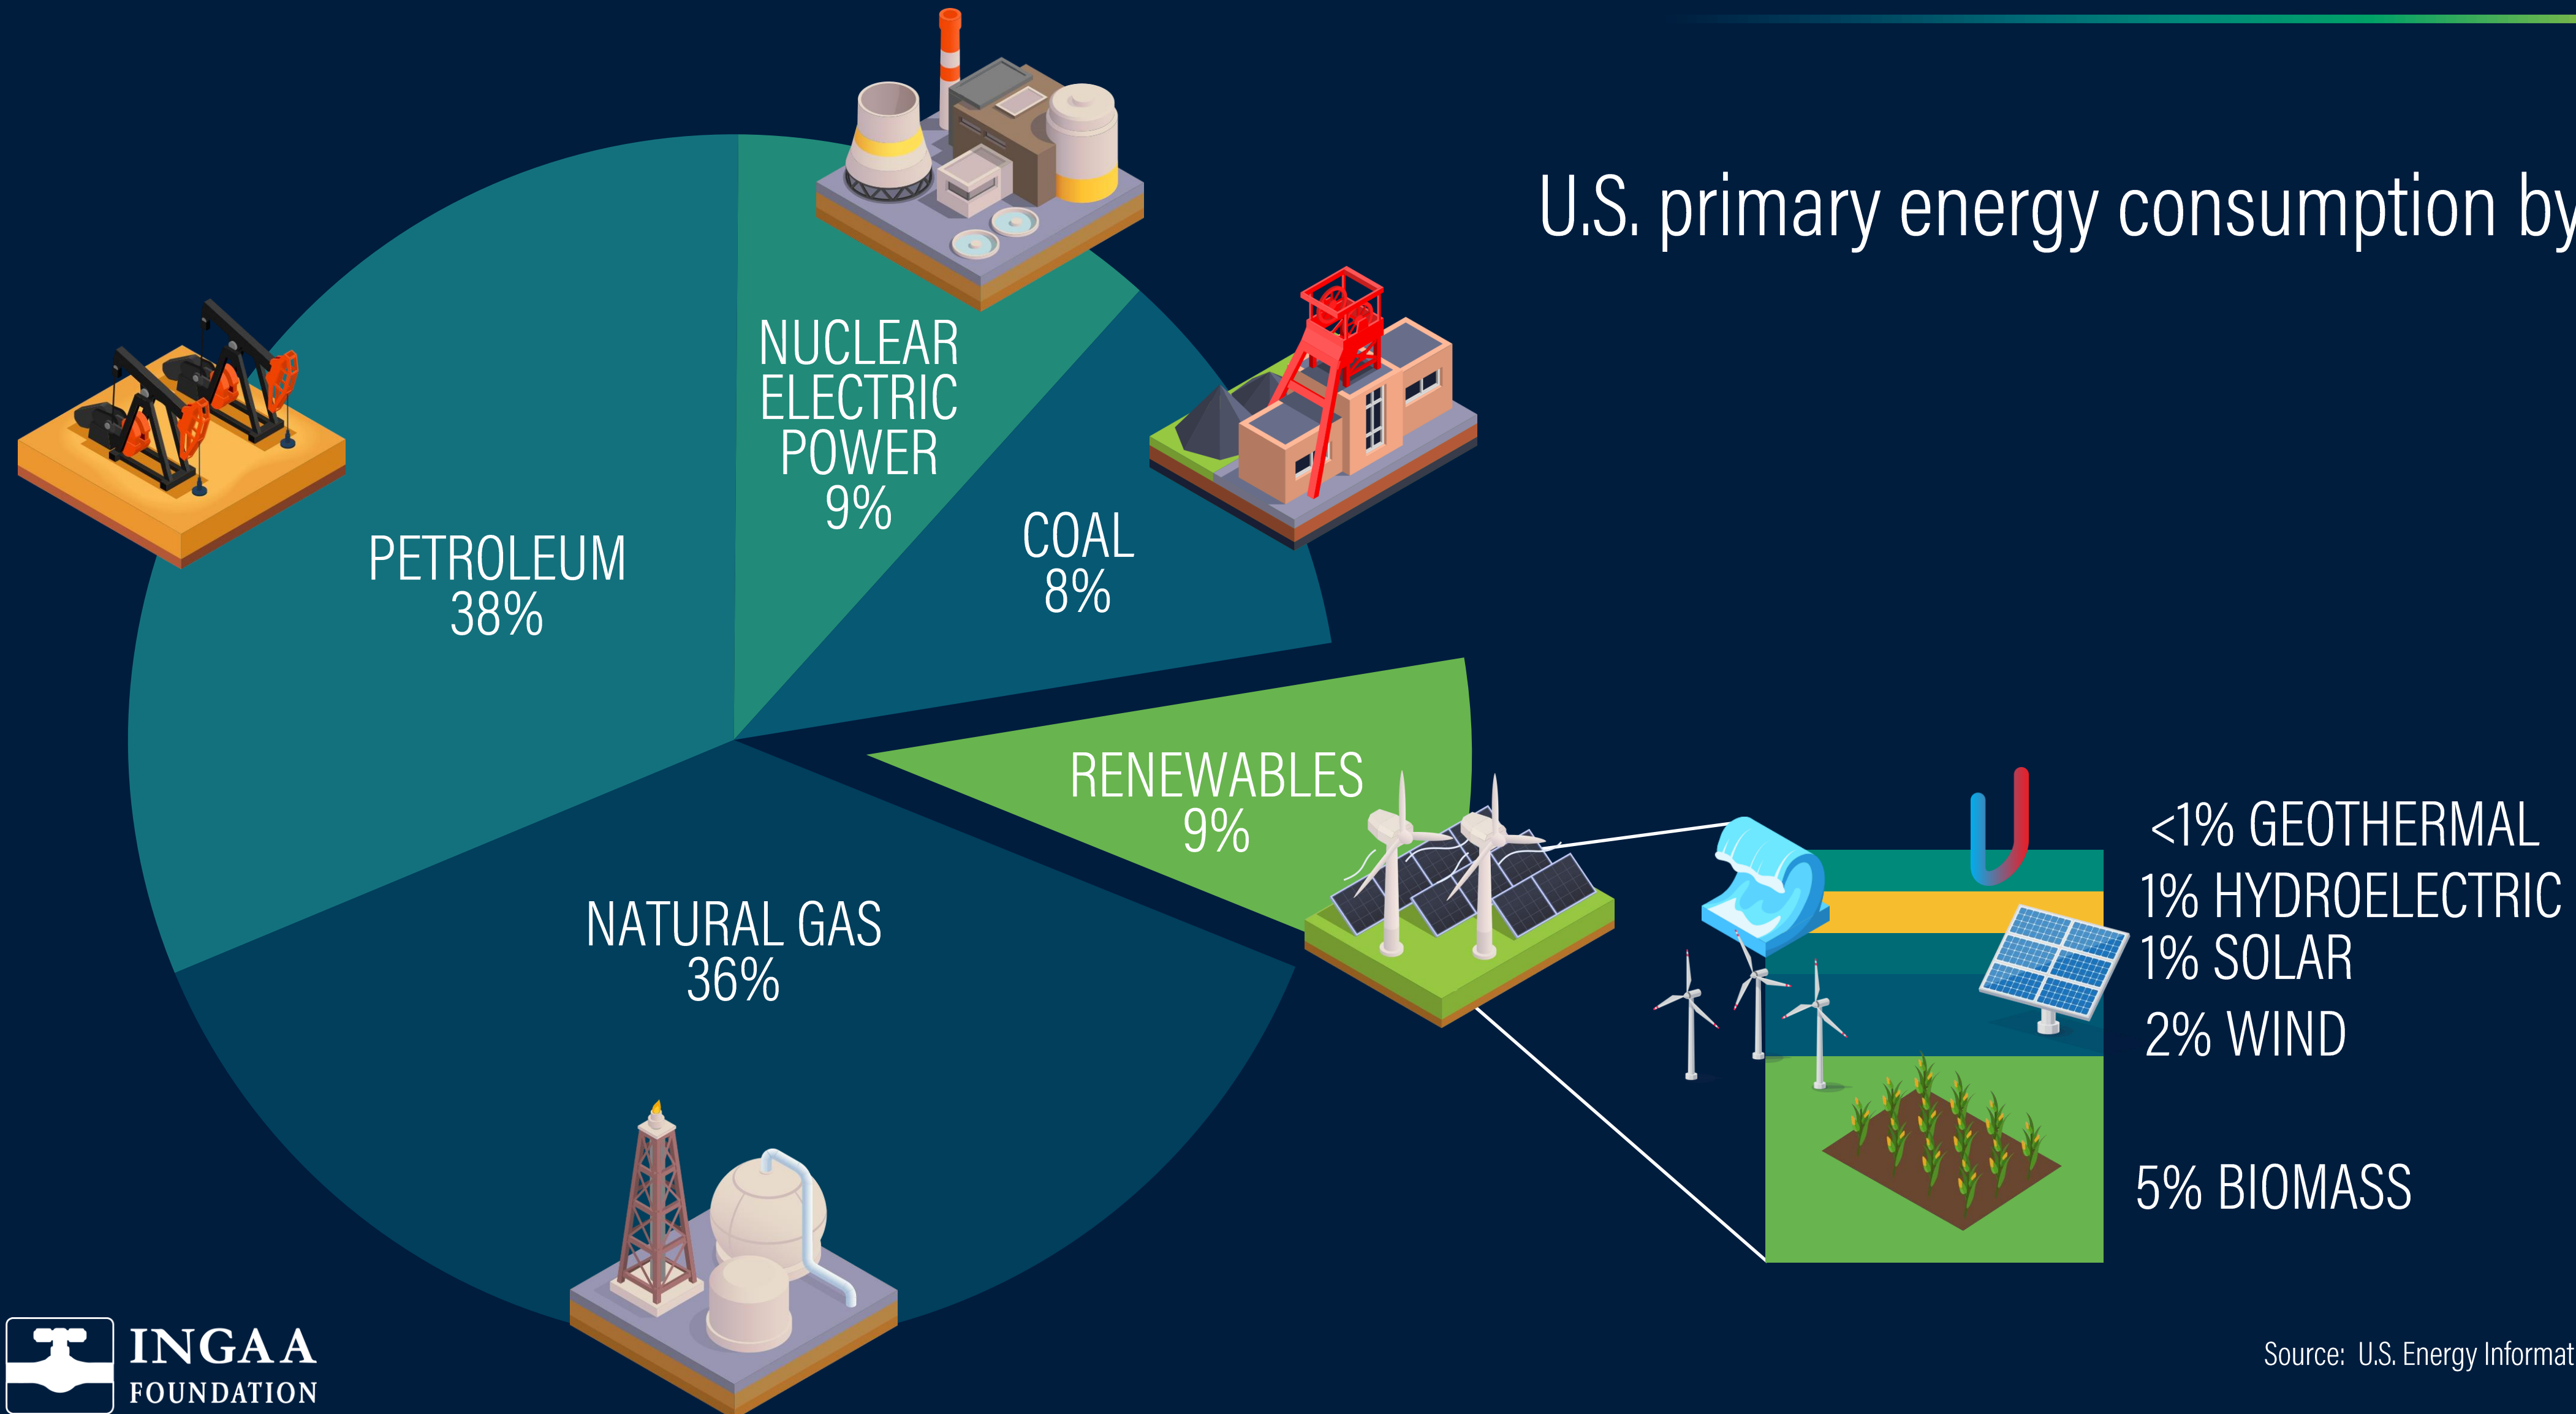 U.S. primary energy consumption by
NUCLEAR
ELECTRIC
POWER
9%
COAL
8%
PETROLEUM
38%
RENEWABLES
9%
NATURAL GAS
36%
<1% GEOTHERMAL
1% HYDROELECTRIC
1% SOLAR
2% WIND
5% BIOMASS
INGAA
FOUNDATION
Source: U.S. Energy Informat